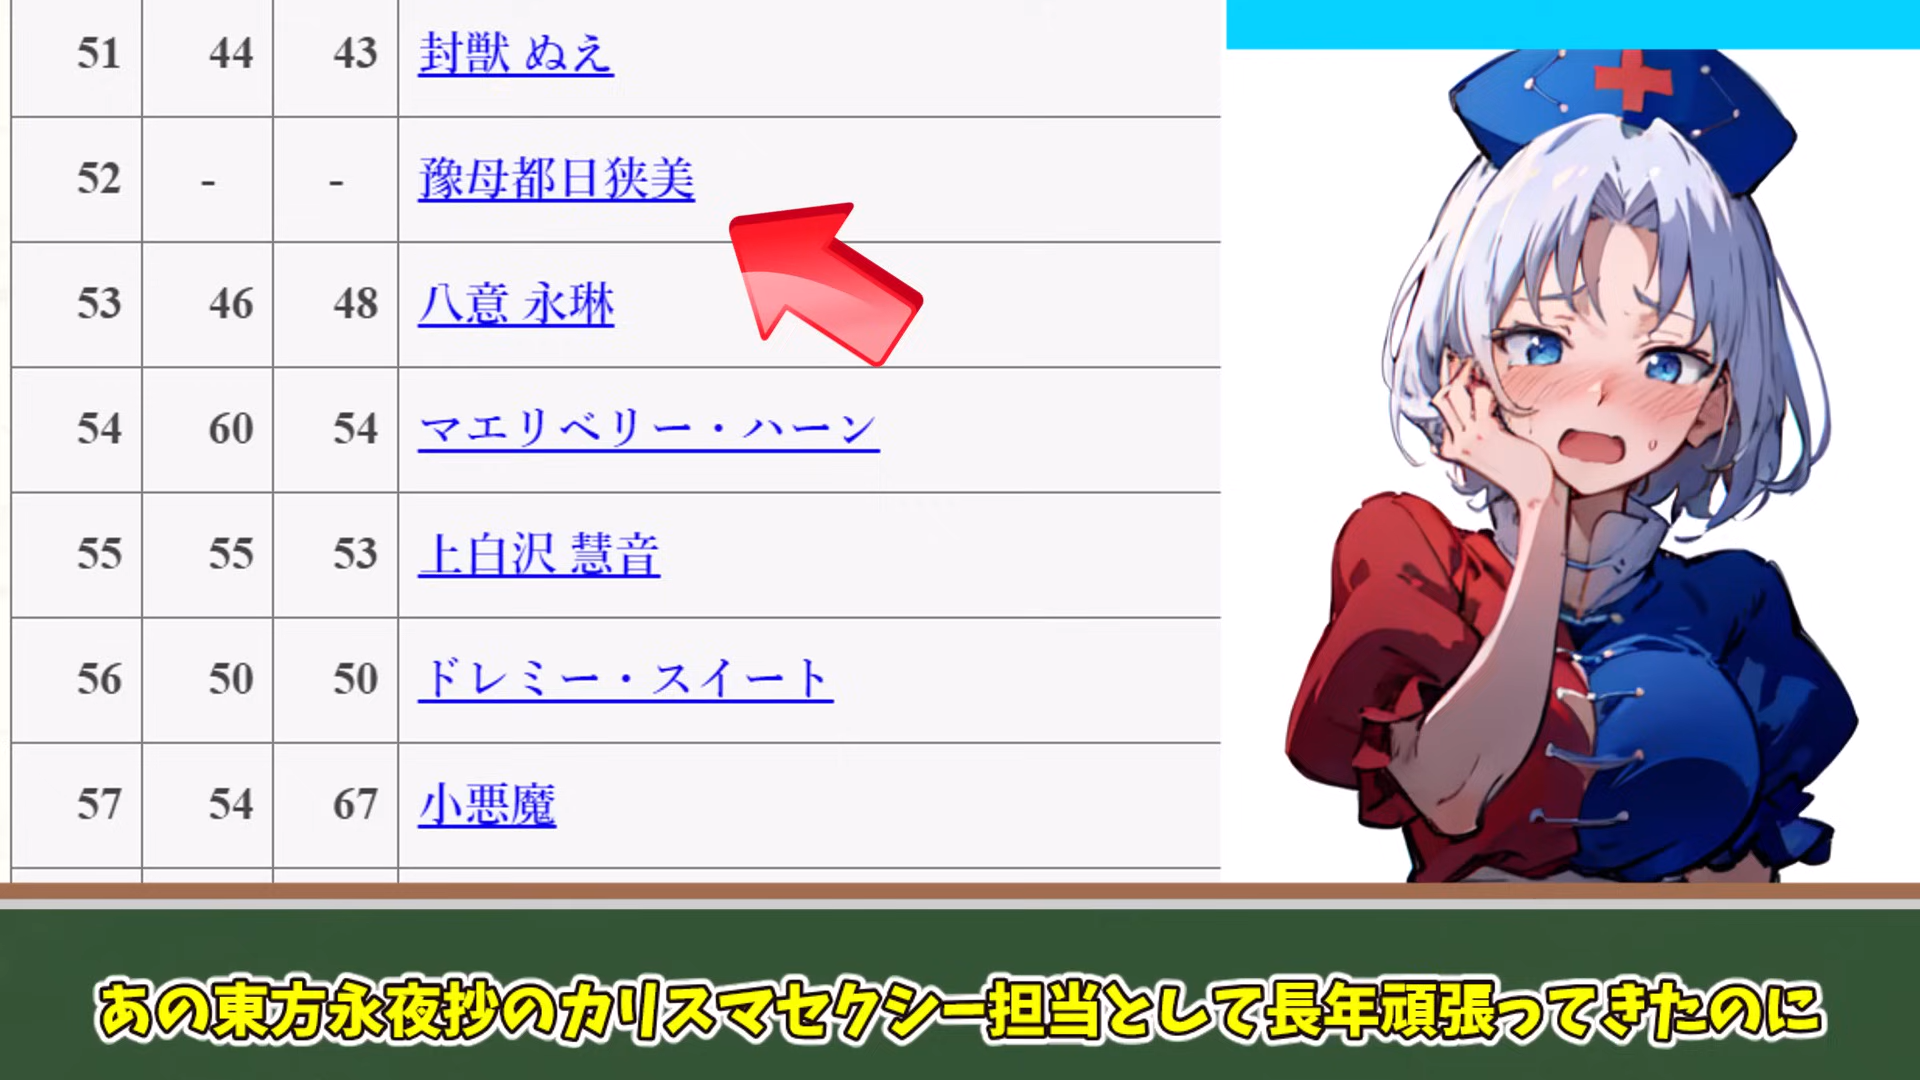 51 44 43 封獣 ぬえ
52 - - 豫母都日狭美
53 46 48 八意 永琳
54 60 54 マエリベリー・ハーン
55 55 53 上白沢 慧音
56 50 50 ドレミー・スイート
57 54 67 小悪魔
あの東方永夜抄のカリスマセクシー担当として長年頑張ってきたのに